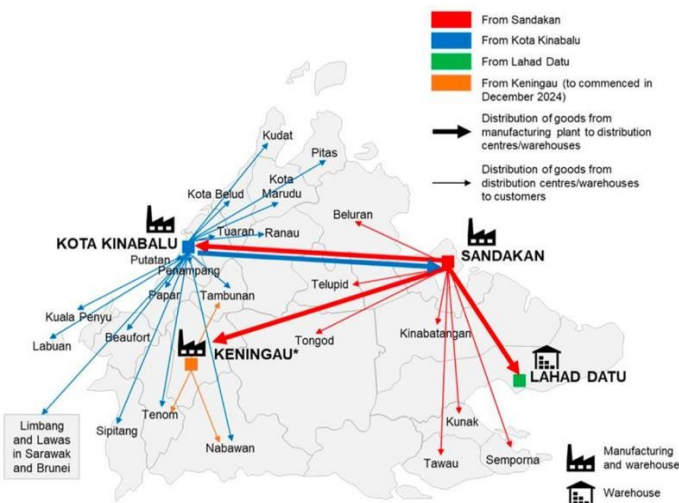 From Sandakan
From Kota Kinabalu
From Lahad Datu
From Keningau (to commenced in
December 2024)
Distribution of goods from
manufacturing plant to distribution
centres/warehouses
Distribution of goods from
distribution centres/warehouses
to customers
Kudat
Pitas
Kota
Marudu
Kota Belud
Beluran
Tuaran
Ranau
KOTA KINABALU
SANDAKAN
Putatan
Penampang
Papar
Tambunan
Telupid
Kuala Penyu
Beaufort
Labuan
Kinabatangan
Tongod
KENINGAU*
LAHAD DATU
Tenom
Kunak
Limbang
and Lawas
in Sarawak
and Brunei
Sipitang
Nabawan
Tawau
Semporna
Manufacturing
and warehouse
Warehouse